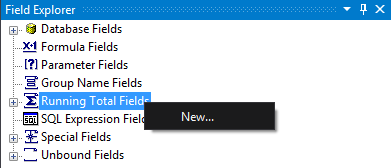 Field Explorer
Database Fields
Formula Fields
Parameter Fields
Group Name Fields
Running Total Fields
New...
SQL Expression Field
Special Fields
Unbound Fields